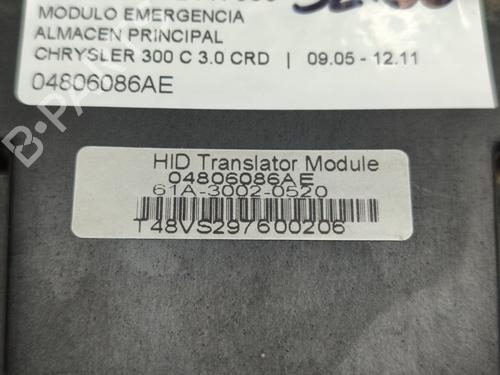 MODULO EMERGENCIA
ALMACEN PRINCIPAL
CHRYSLER 300 C 3.0 CRD | 09.05 - 12.11
04806086AE
HID Translator Module
04806086AE
61A-3002-0520
T48VS297600206